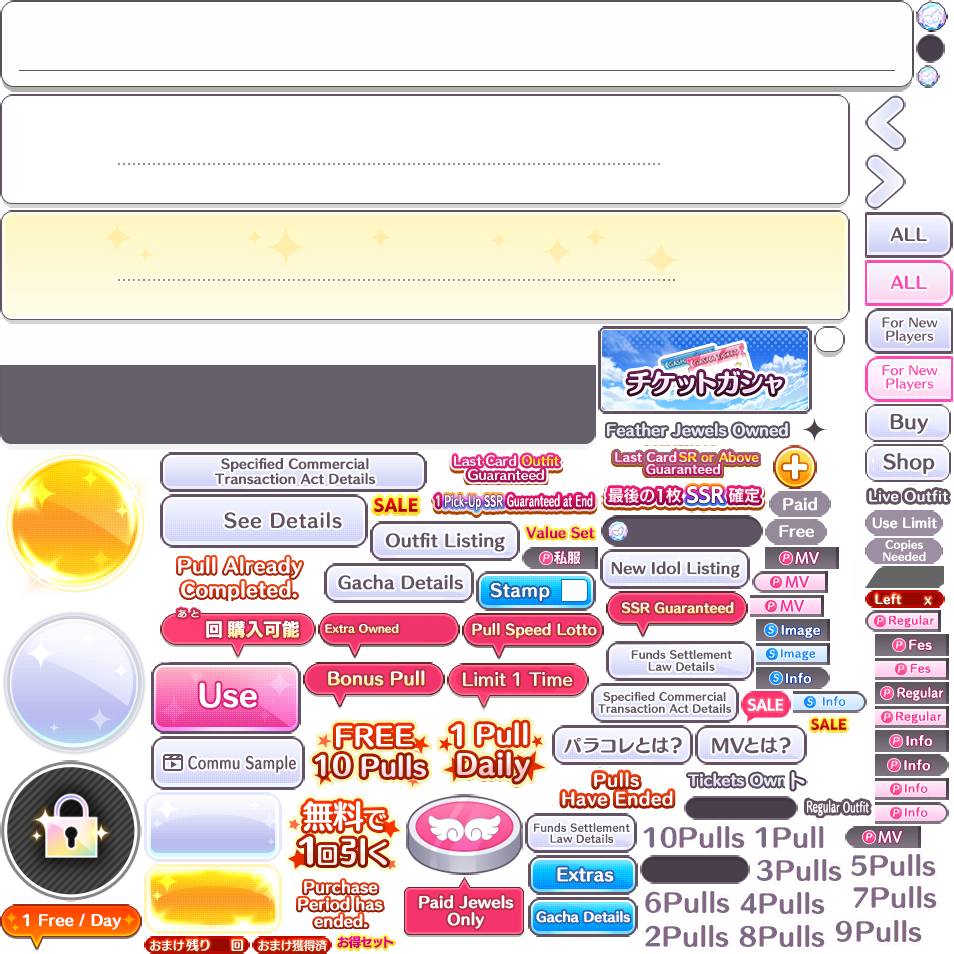 ALL
ALL
For New
Players
For New
Players
チケットガシャ
Feather Jewels Owned
Buy
Shop
Specified Commercial
Transaction Act Details
Last Card Outfit
Guaranteed
Last Card SR or Above
Guaranteed
See Details
SALE
1 Pick-Up SSR Guaranteed at End
最後の1枚 SSR 確定
Paid
Live Outfit
Outfit Listing
Value Set
Free
Use Limit
P私服
P MV
Copies
Needed
Pull Already
Completed.
Gacha Details
Stamp
New Idol Listing
P MV
Left x
あと
回 購入可能
Extra Owned
Pull Speed Lotto
SSR Guaranteed
P MV
P Regular
S Image
P Fes
Funds Settlement
Law Details
S Image
P Fes
Use
Bonus Pull
Limit 1 Time
S Info
P Regular
Specified Commercial
Transaction Act Details
SALE
S Info
P Regular
SALE
FREE
10 Pulls
1 Pull
Daily
パラコレとは?
MVとは?
P Info
Commu Sample
P Info
Pulls
Have Ended
Tickets Own
ト
P Info
Regular Outfit
P Info
無料で
1回引く
Funds Settlement
Law Details
10Pulls
1Pull
P MV
Extras
3Pulls
5Pulls
Purchase
Period has
ended.
Paid Jewels
Only
6Pulls
4Pulls
7Pulls
1 Free / Day
Gacha Details
おまけ残り 回
おまけ獲得済
お得セット
2Pulls
8Pulls
9Pulls